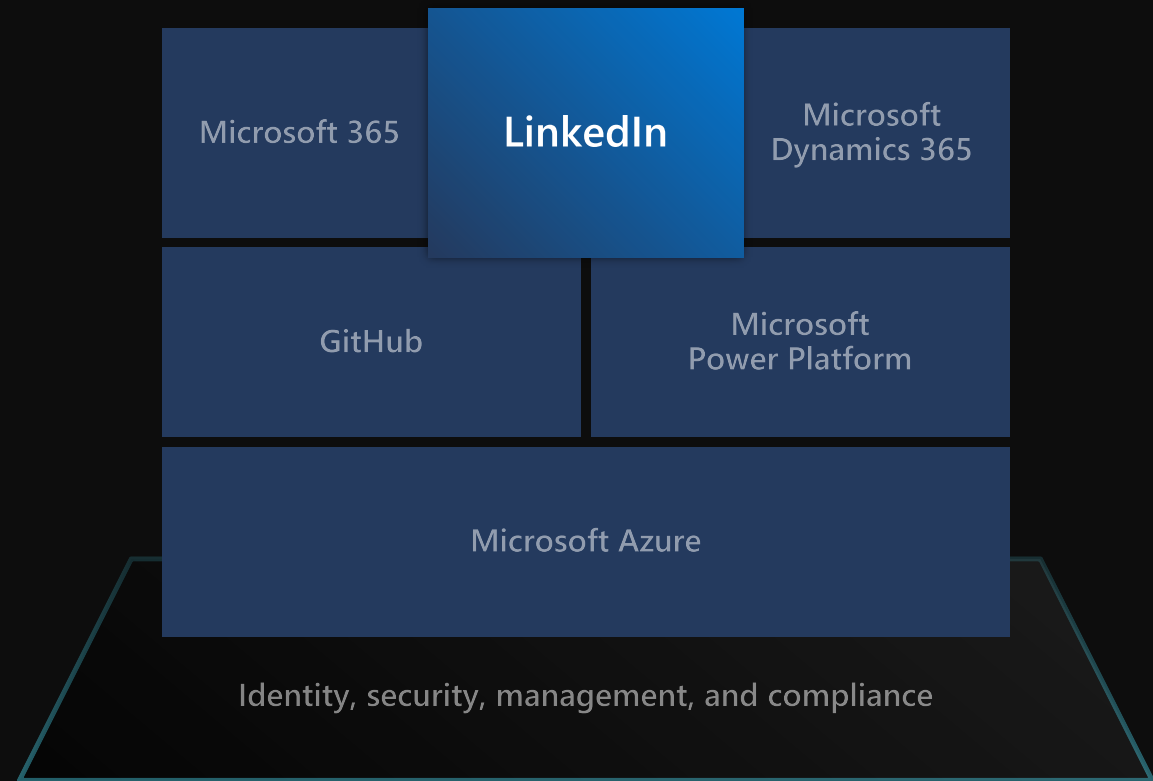 Microsoft 365
LinkedIn
Microsoft
Dynamics 365
GitHub
Microsoft
Power Platform
Microsoft Azure
Identity, security, management, and compliance